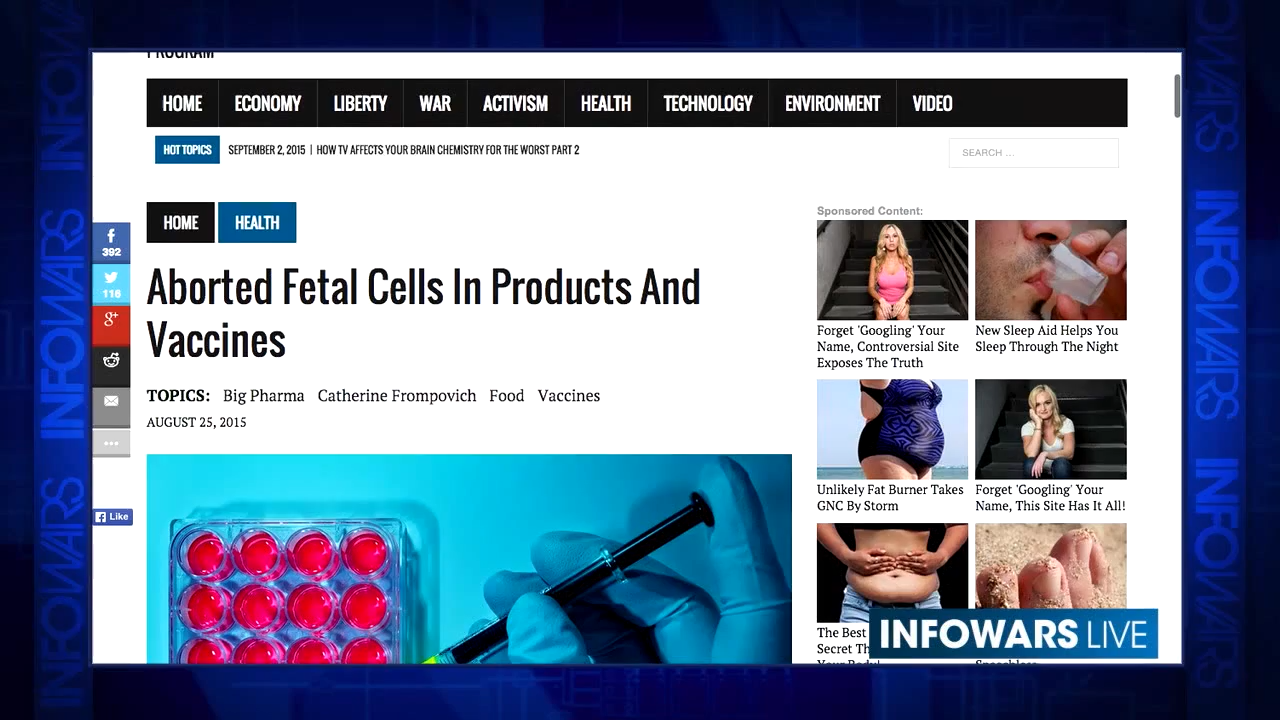 PROGRAM
HOME ECONOMY LIBERTY WAR ACTIVISM HEALTH TECHNOLOGY ENVIRONMENT VIDEO
HOT TOPICS SEPTEMBER 2, 2015 | HOW TV AFFECTS YOUR BRAIN CHEMISTRY FOR THE WORST PART 2
SEARCH ...
HOME HEALTH
Aborted Fetal Cells In Products And
Vaccines
TOPICS: Big Pharma Catherine Frompovich Food Vaccines
AUGUST 25, 2015
392
116
g+
Like
Sponsored Content:
Forget 'Googling' Your
Name, Controversial Site
Exposes The Truth
New Sleep Aid Helps You
Sleep Through The Night
Unlikely Fat Burner Takes
GNC By Storm
Forget 'Googling' Your
Name, This Site Has It All!
The Best
Secret Th
INFOWARS LIVE
INFOWARS
INFOWARS
INFOWARS
INFOWARS